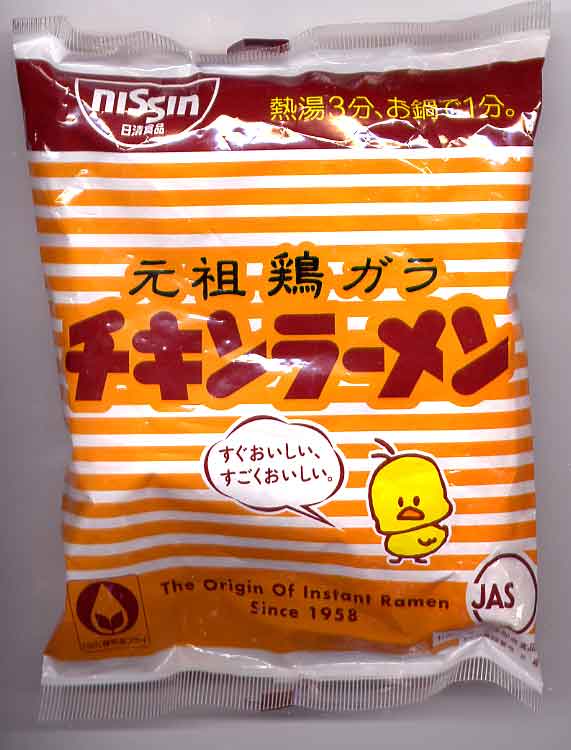 NISSIN
日清食品
熱湯3分、お鍋で1分。
元祖鶏ガラ
チキンラーメン
すぐおいしい、
すごくおいしい。
The Origin Of Instant Ramen
Since 1958
JAS